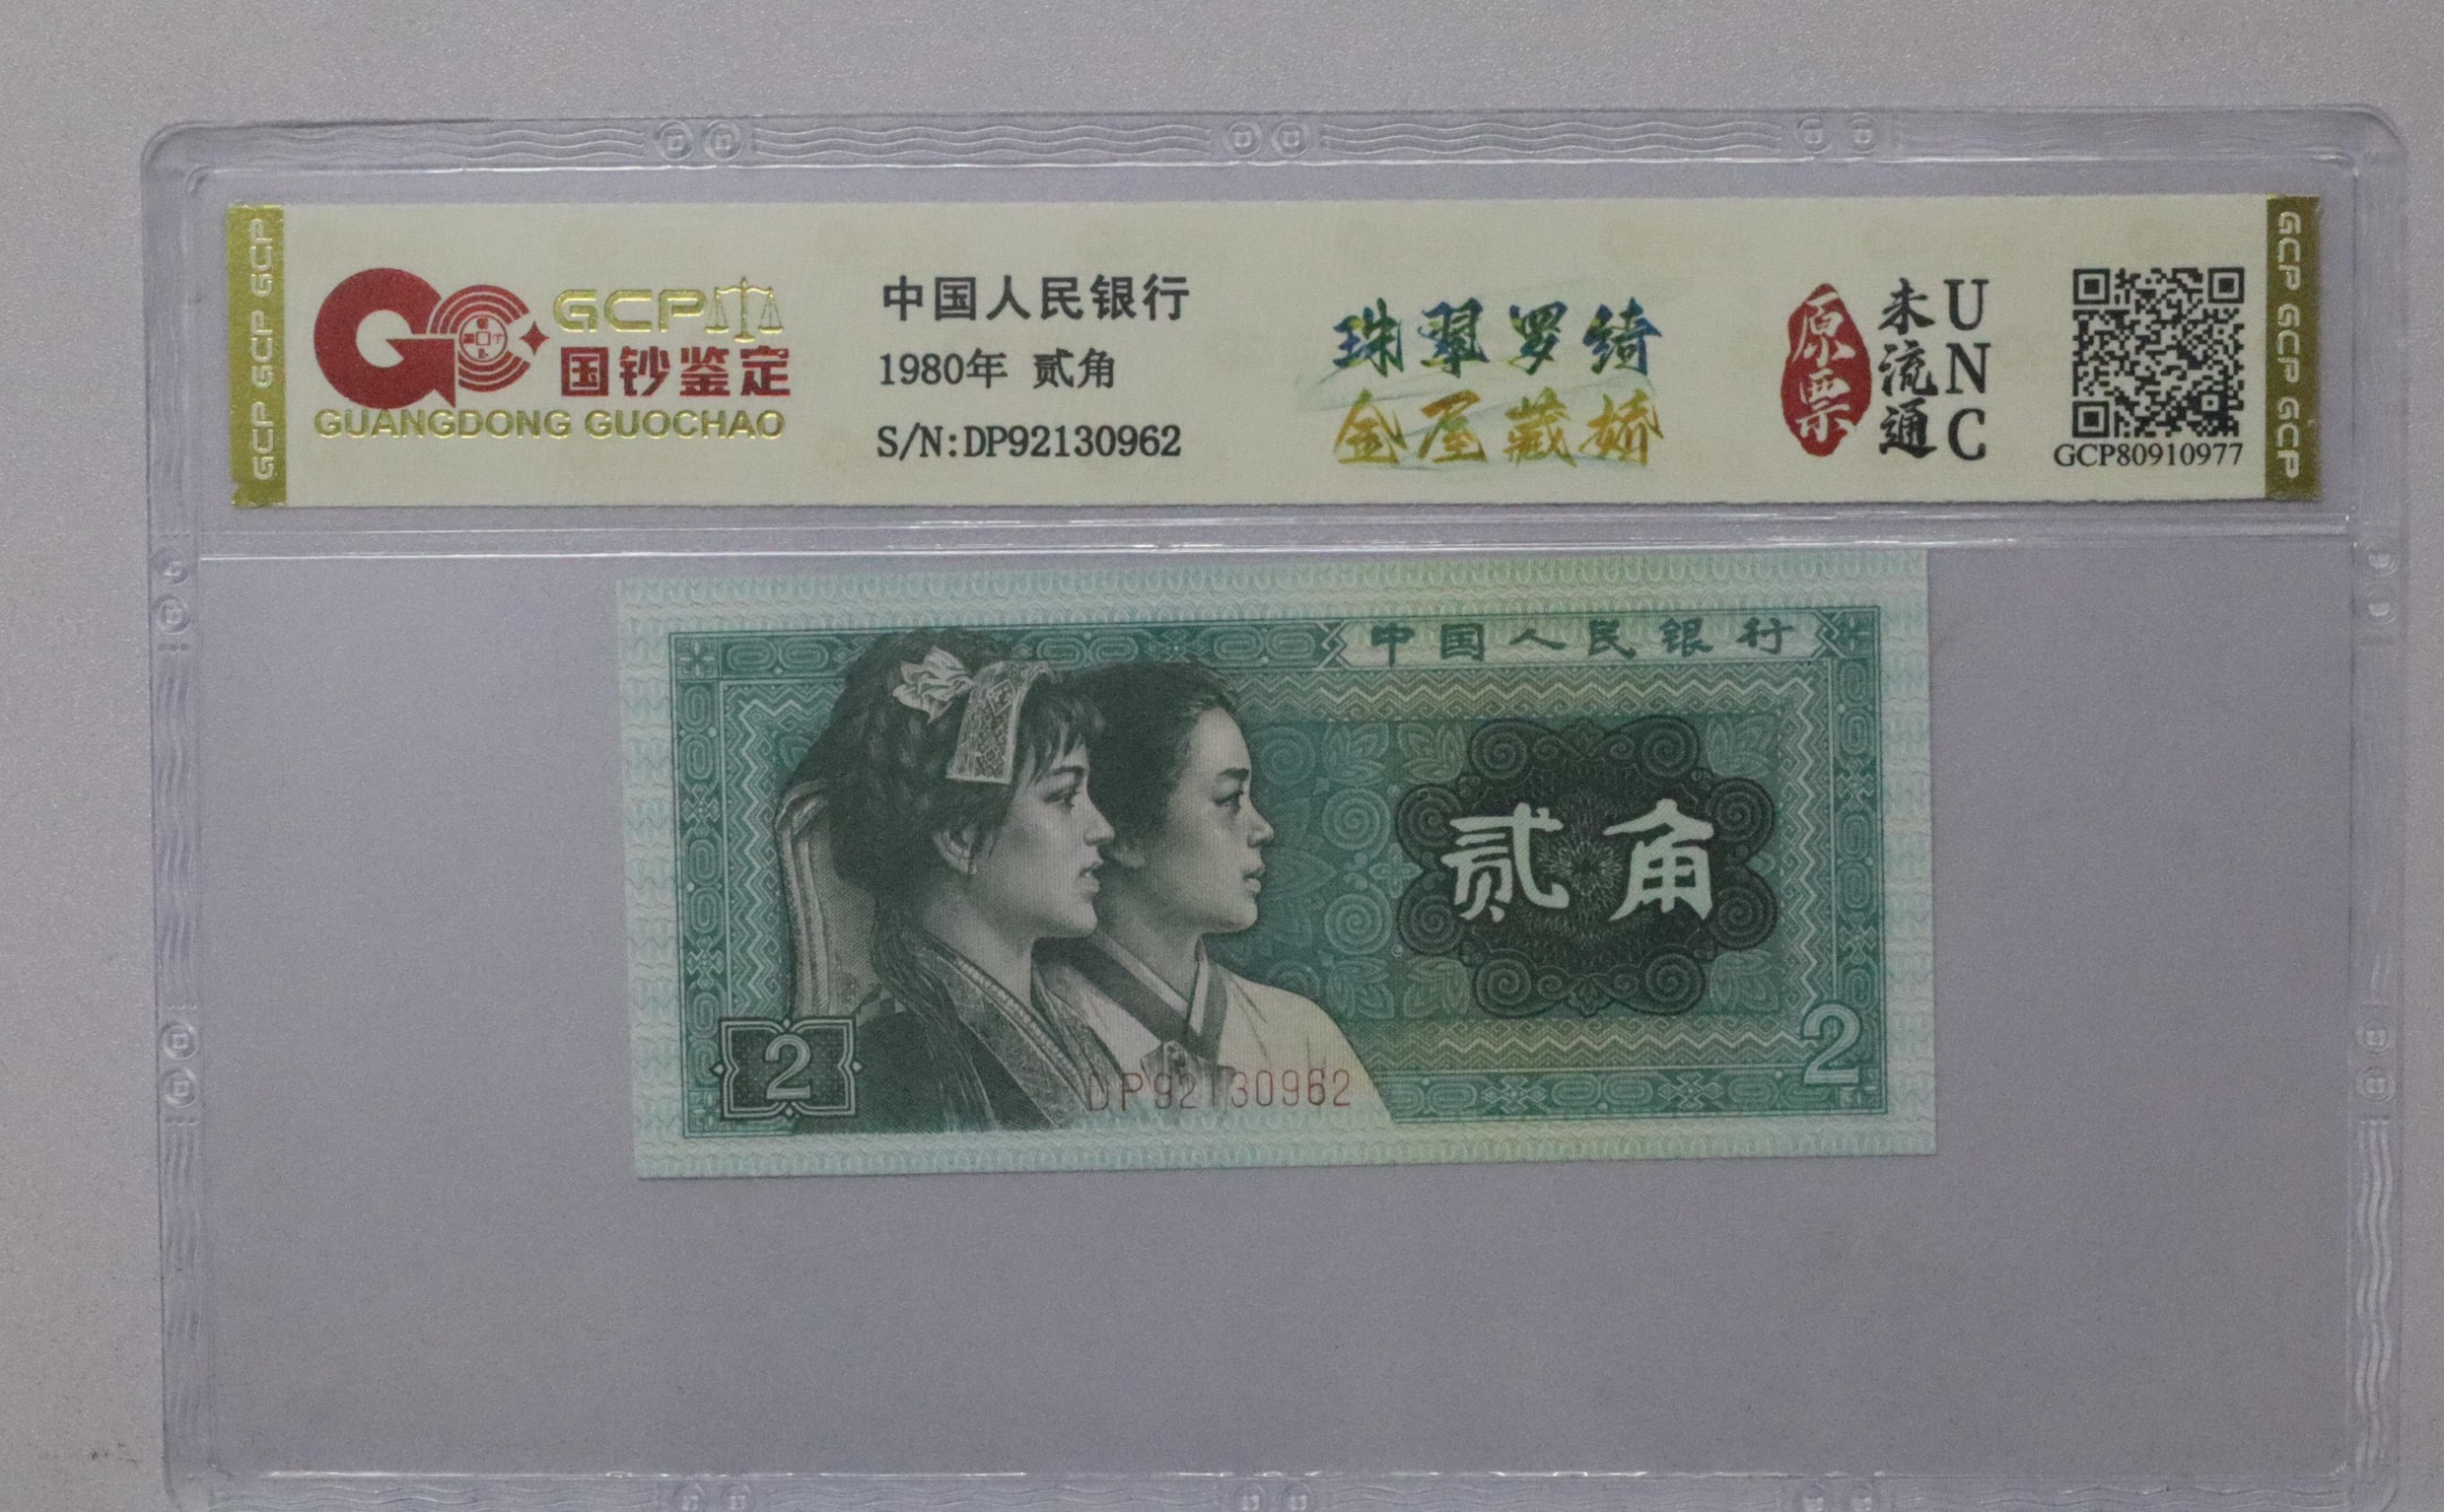 GCP GCP GCP
GCP
国钞鉴定
GUANGDONG GUOCHAO
中国人民银行
1980年 贰角
S/N:DP92130962
珠翠罗绮
金屋藏娇
原票
未流通
UNC
GCP80910977
GCP GCP GCP
中国人民银行
贰角
2
2
DP92130962